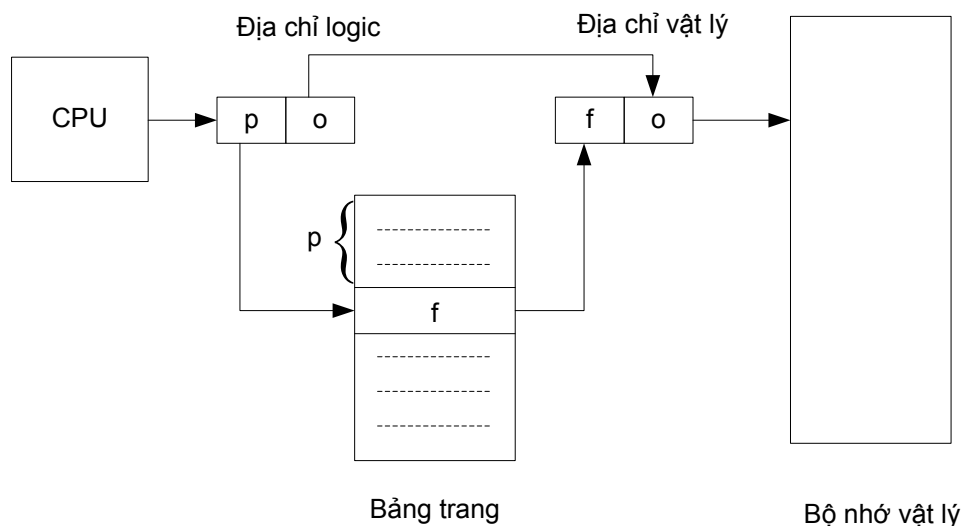 Địa chỉ logic
Địa chỉ vật lý
CPU
p
o
f
o
p
f
Bảng trang
Bộ nhớ vật lý